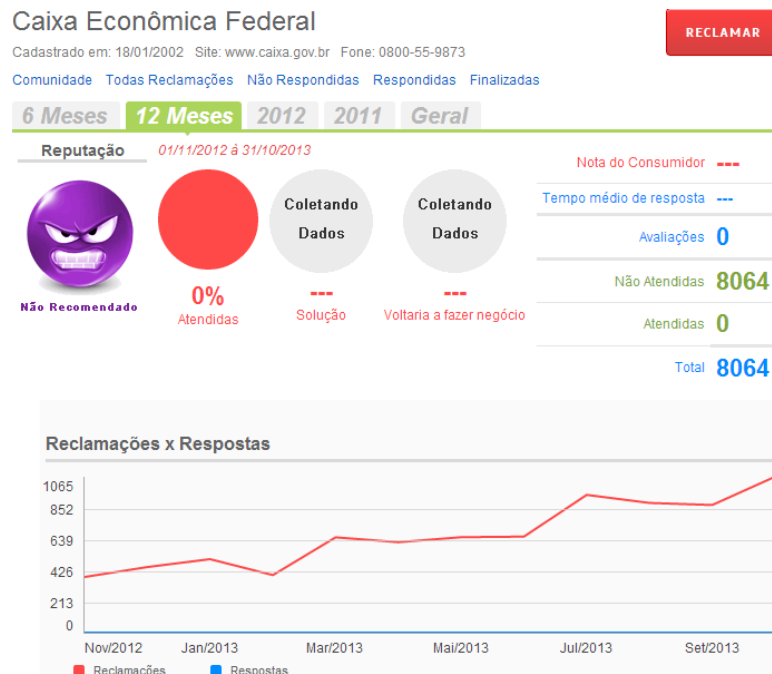 Caixa Econômica Federal
RECLAMAR
Cadastrado em: 18/01/2002 Site: www.caixa.gov.br Fone: 0800-55-9873
Comunidade Todas Reclamações Não Respondidas Respondidas Finalizadas
6 Meses 12 Meses 2012 2011 Geral
Reputação 01/11/2012 à 31/10/2013
Não Recomendado
0%
Atendidas
Coletando
Dados
---
Solução
Coletando
Dados
---
Voltaria a fazer negócio
Nota do Consumidor ---
Tempo médio de resposta ---
Avaliações 0
Não Atendidas 8064
Atendidas 0
Total 8064
Reclamações x Respostas
1065
852
639
426
213
0
Nov/2012 Jan/2013 Mar/2013 Mai/2013 Jul/2013 Set/2013
Reclamações Respostas